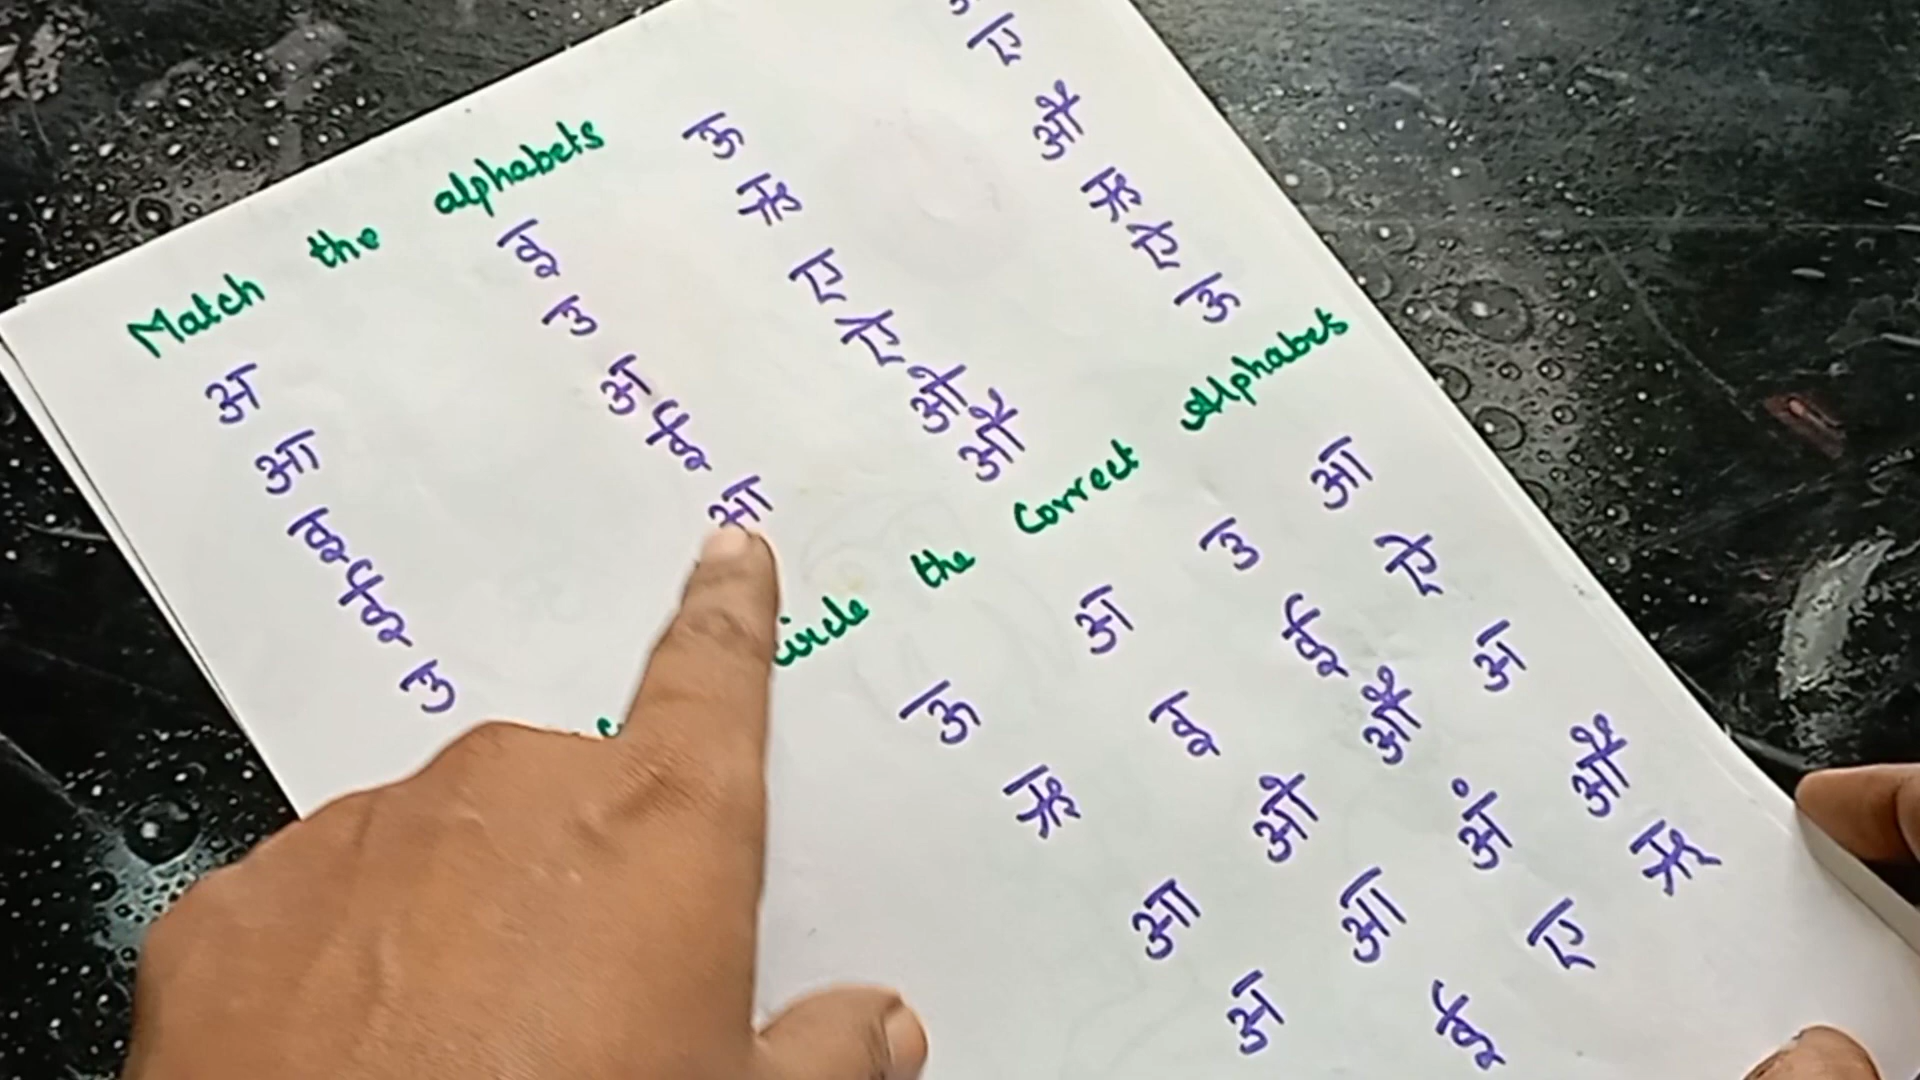 Match the alphabets
अ इ ऊ
आ उ ऋ ए
इ अ ए औ
ई ई ऐ ऋ
उ आ ओ ऐ
औ ऊ
Circle the Correct alphabets
ऊ अ उ आ
ऋ इ ई ऐ
आ ओ औ अ
अ आ अं औ
ई ए ऋ